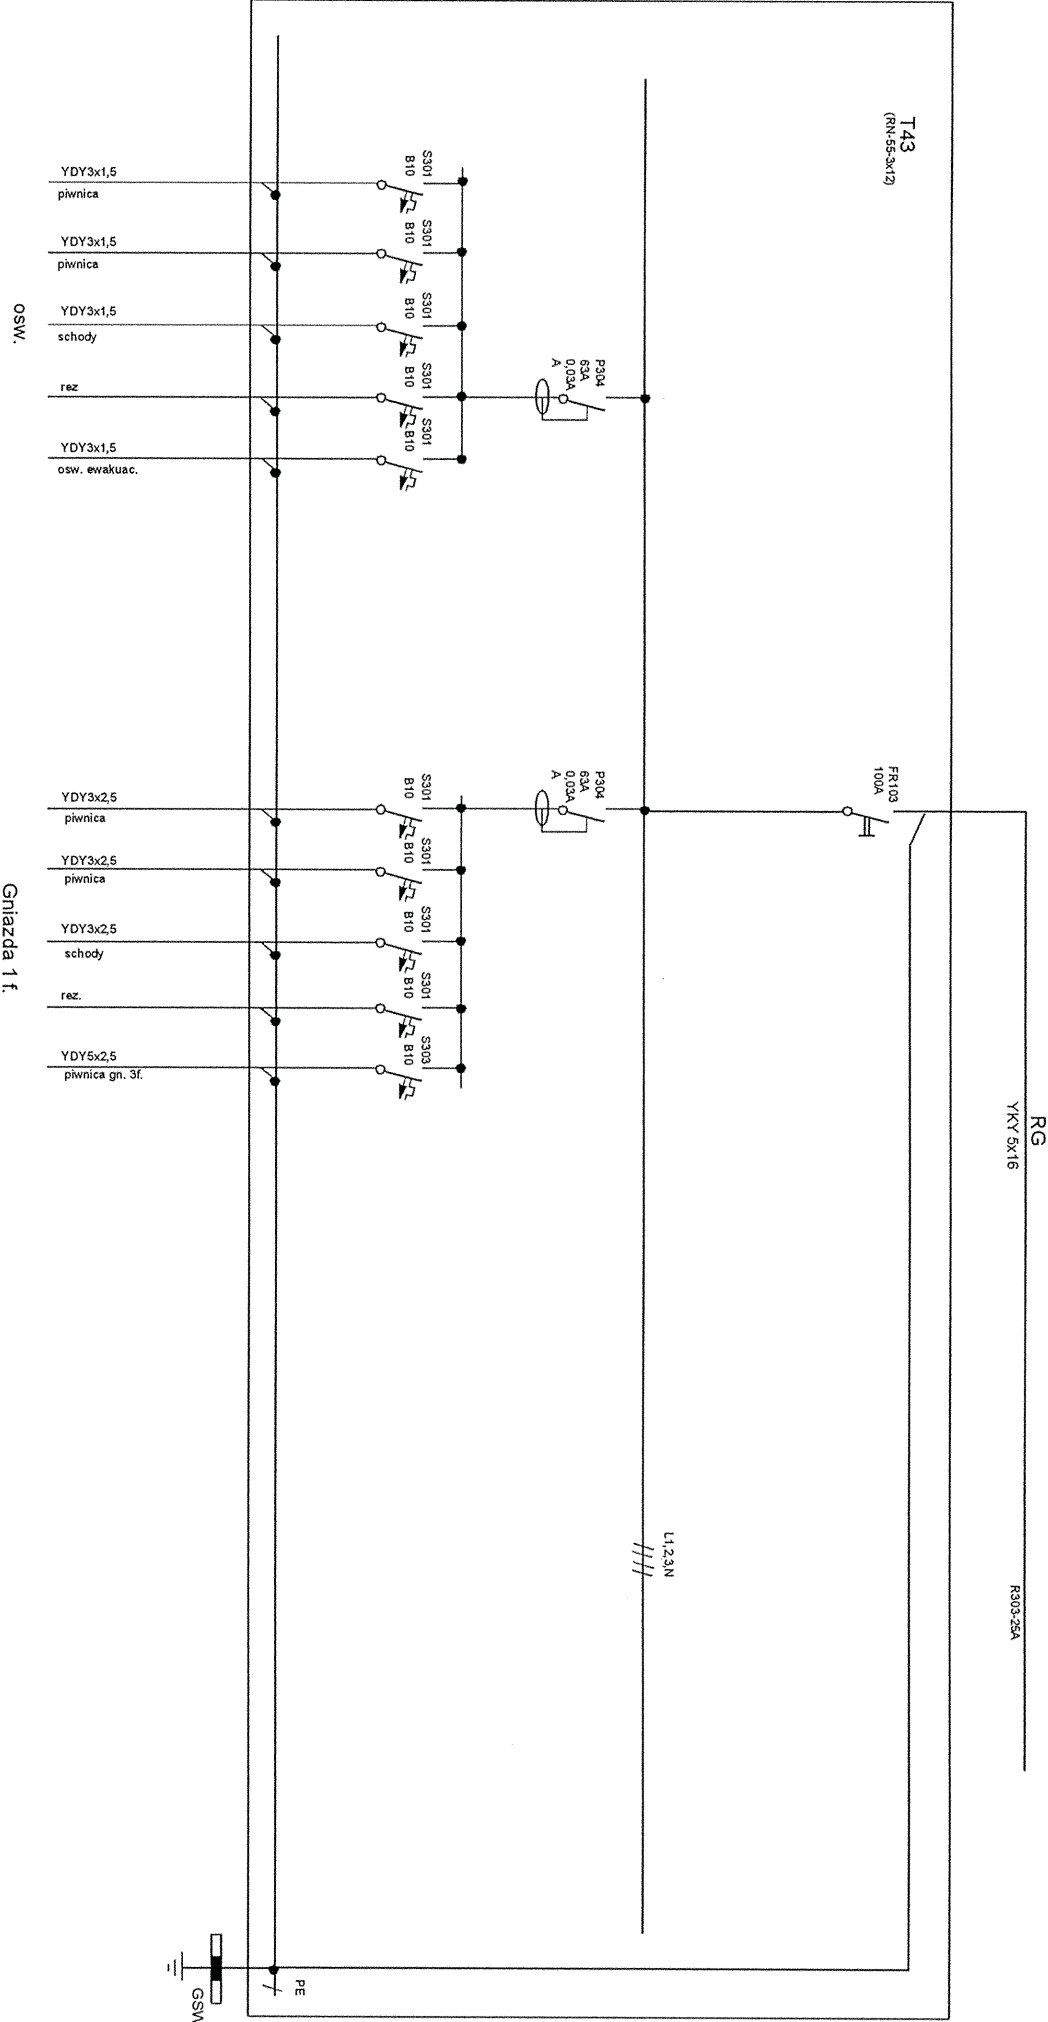 T43
(RN-55-3x12)
RG
YKY 5x16
R303-25A
FR103
100A
L1,2,3,N
P304
63A
0,03A
A
P304
63A
0,03A
A
S301
B10
S301
B10
S301
B10
S301
B10
S301
B10
S301
B10
S301
B10
S301
B10
S301
B10
S303
B10
YDY3x1,5
piwnica
YDY3x1,5
piwnica
YDY3x1,5
schody
rez
YDY3x1,5
osw. ewakuac.
YDY3x2,5
piwnica
YDY3x2,5
piwnica
YDY3x2,5
schody
rez.
YDY5x2,5
piwnica gn. 3f.
PE
GSW
osw.
Gniazda 1 f.